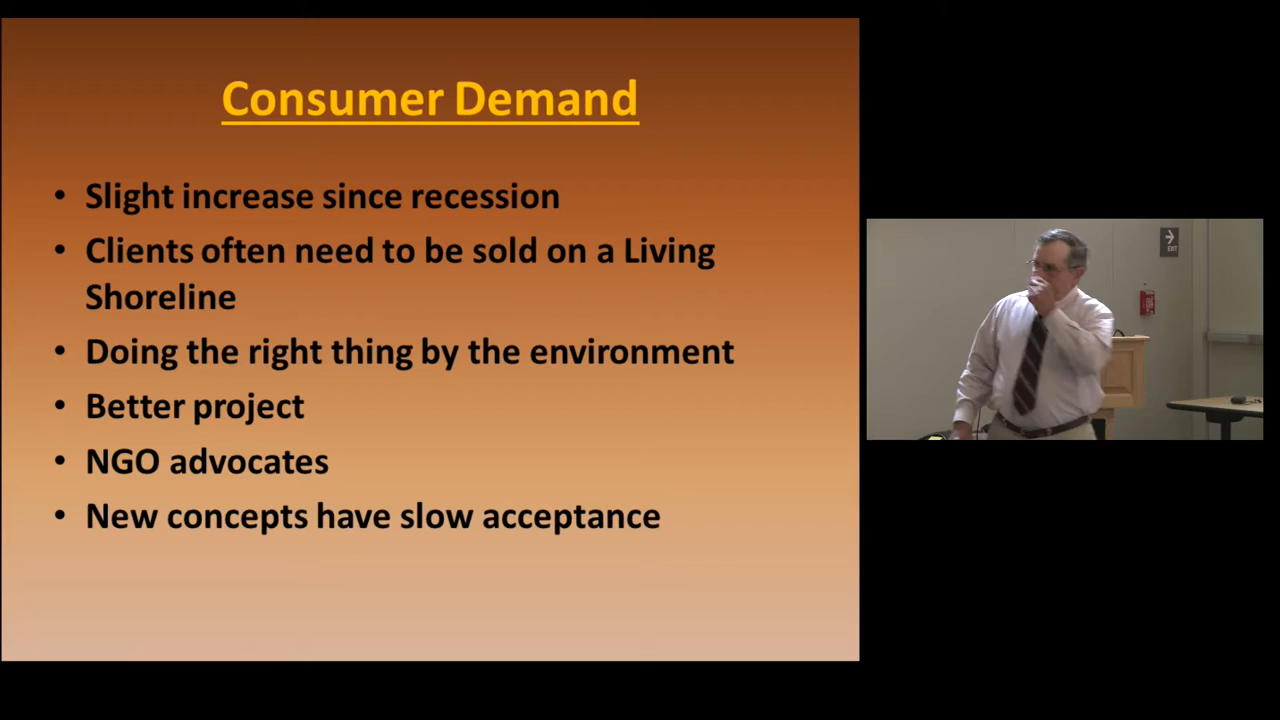 Consumer Demand
• Slight increase since recession
• Clients often need to be sold on a Living
Shoreline
• Doing the right thing by the environment
• Better project
• NGO advocates
• New concepts have slow acceptance
EXIT